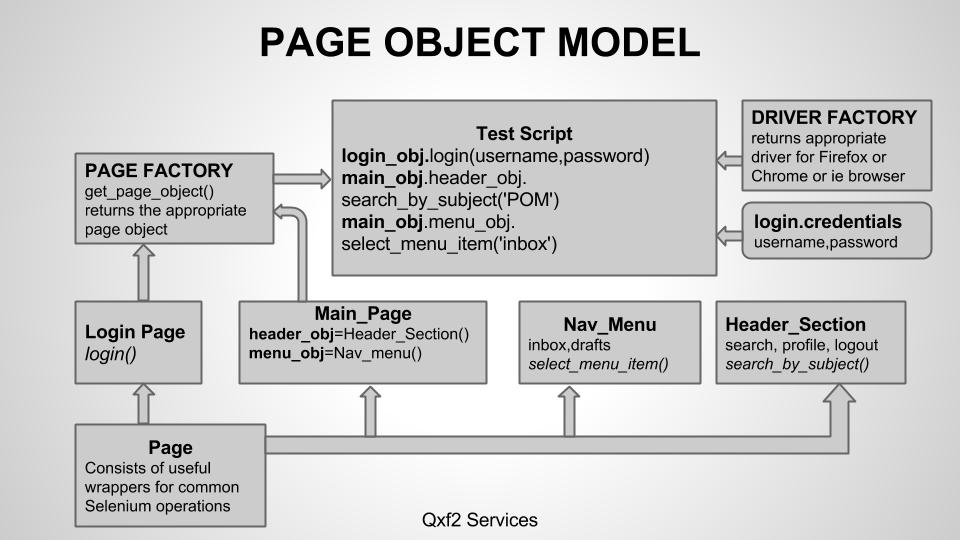 PAGE OBJECT MODEL
PAGE FACTORY
get_page_object()
returns the appropriate
page object
Test Script
login_obj.login(username,password)
main_obj.header_obj.
search_by_subject('POM')
main_obj.menu_obj.
select_menu_item('inbox')
DRIVER FACTORY
returns appropriate
driver for Firefox or
Chrome or ie browser
login.credentials
username,password
Login Page
login()
Main_Page
header_obj=Header_Section()
menu_obj=Nav_menu()
Nav_Menu
inbox,drafts
select_menu_item()
Header_Section
search, profile, logout
search_by_subject()
Page
Consists of useful
wrappers for common
Selenium operations
Qxf2 Services